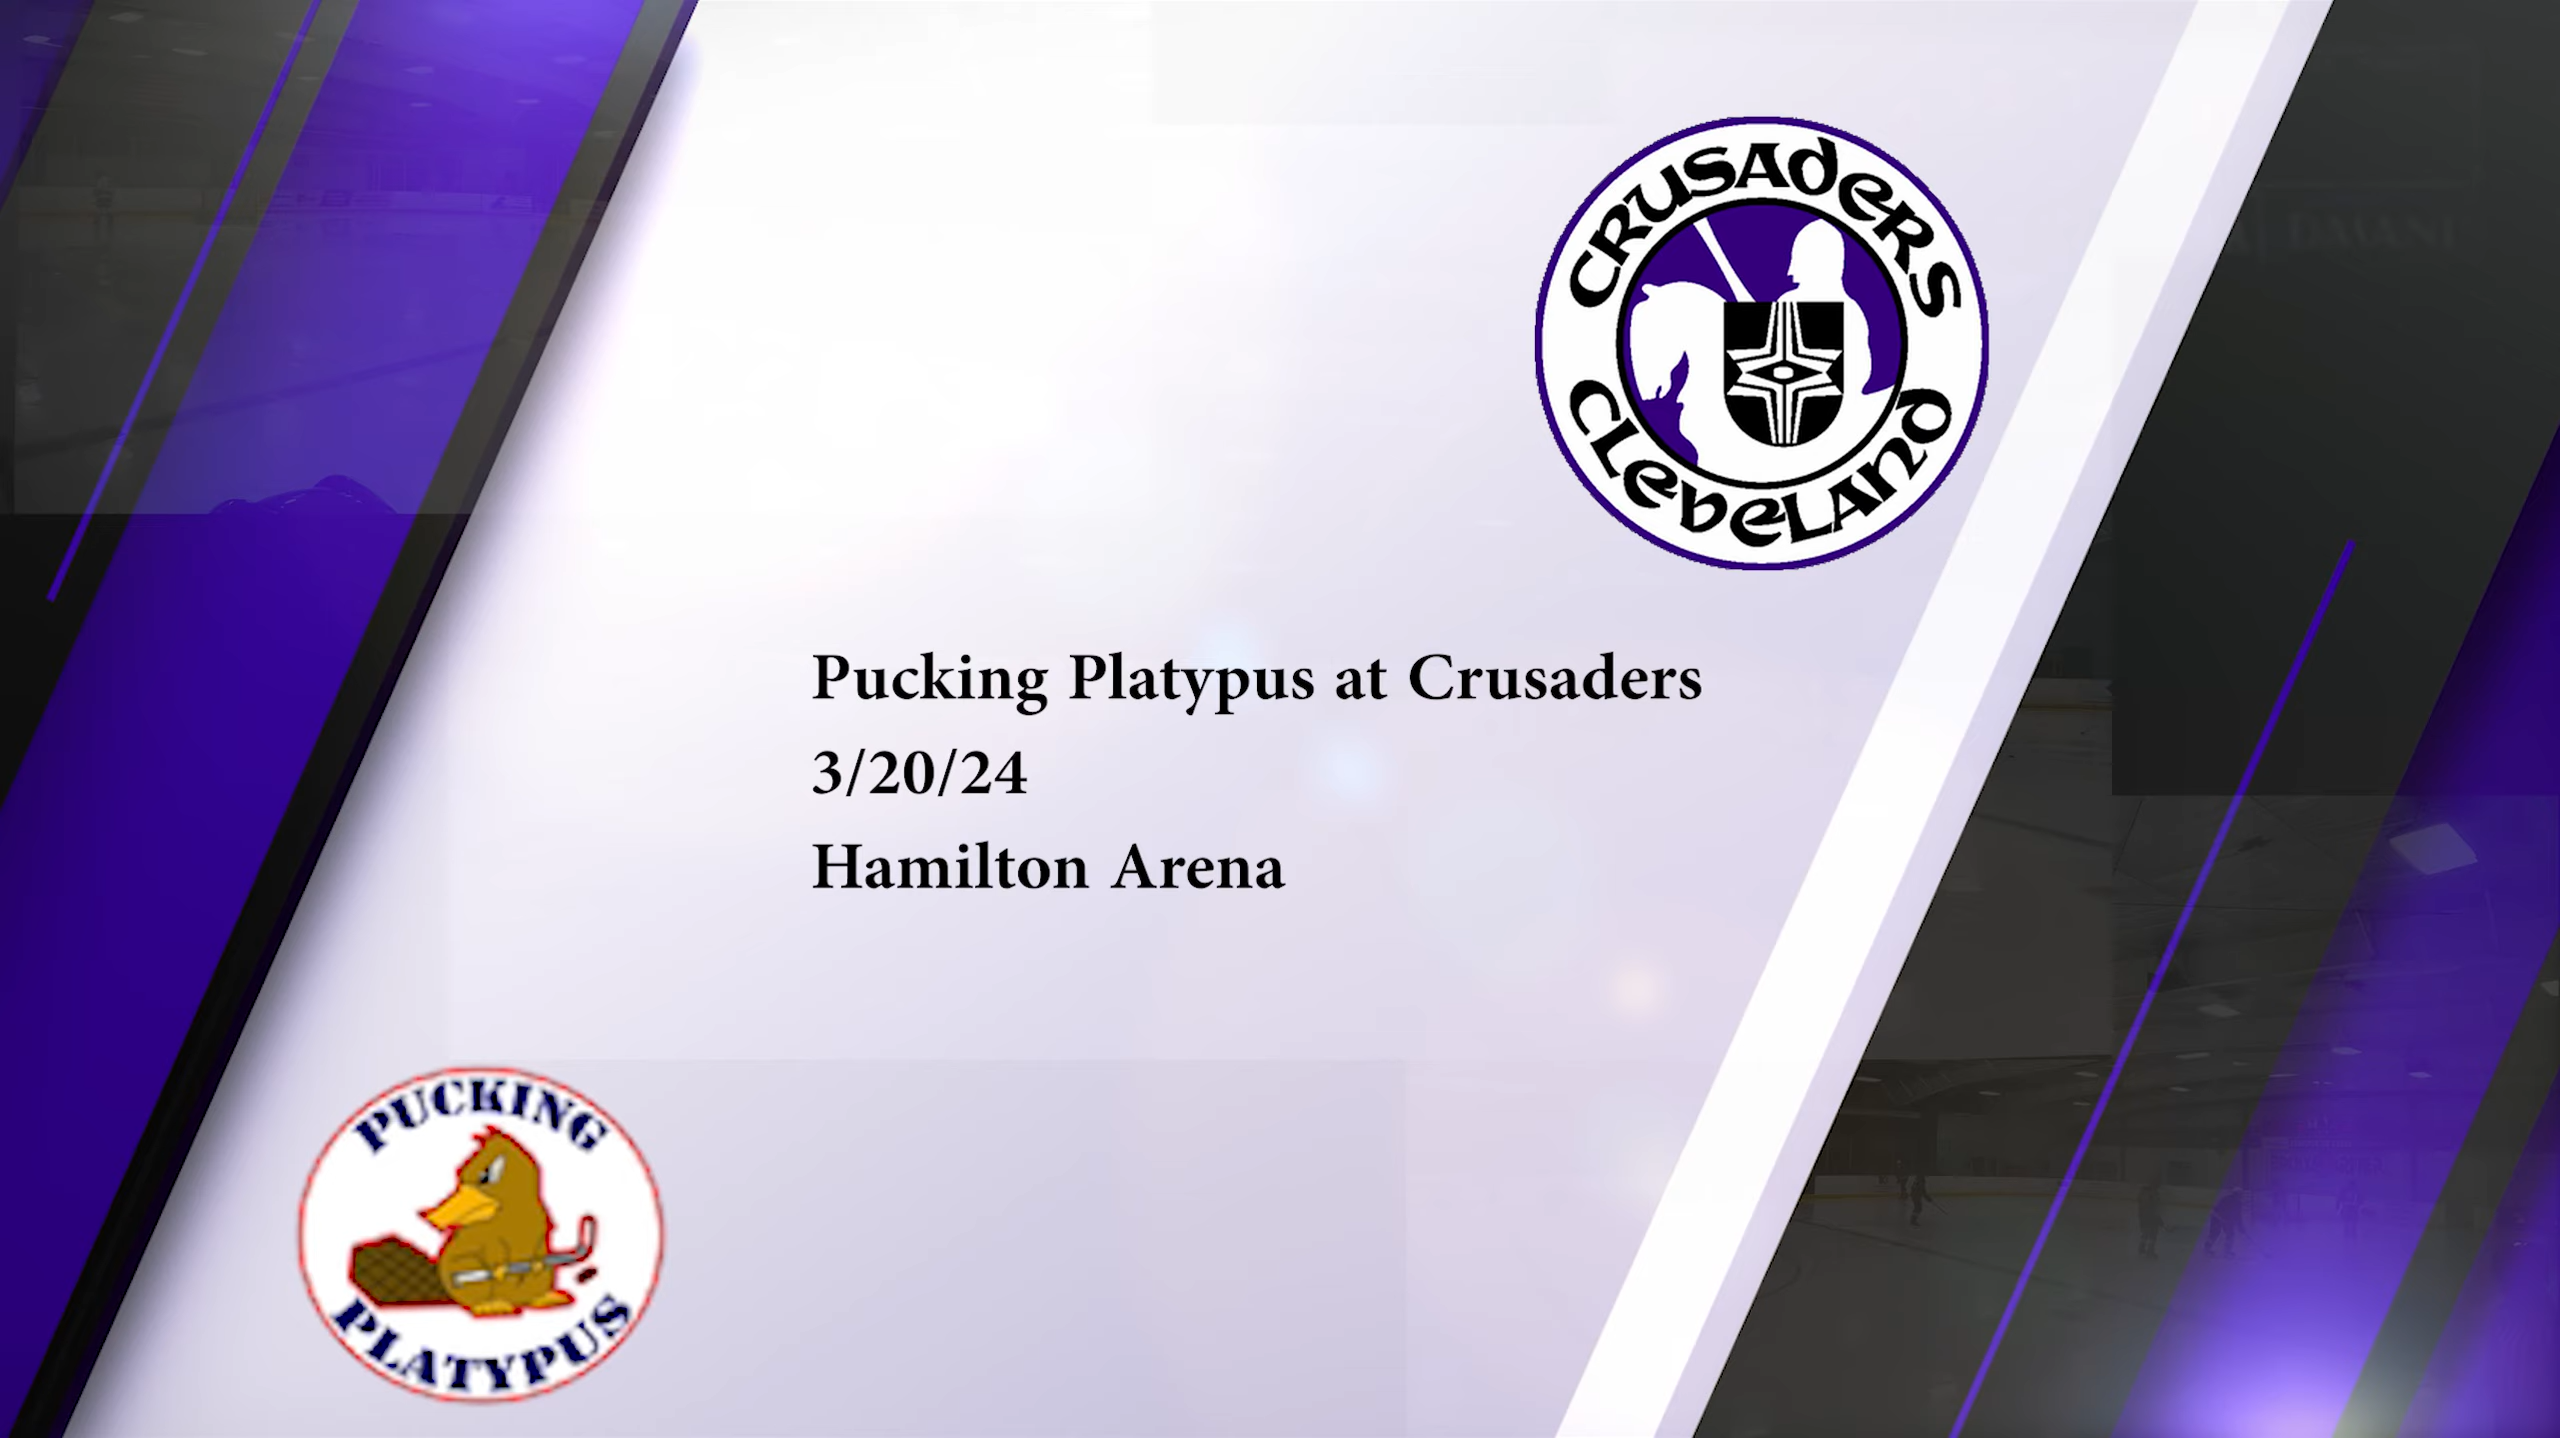 CRUSADERS
CLEVELAND
Pucking Platypus at Crusaders
3/20/24
Hamilton Arena
PUCKING
PLATYPUS